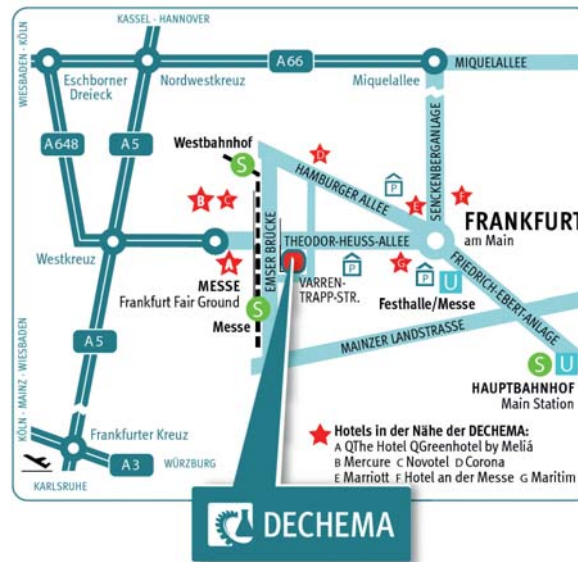 KASSEL - HANNOVER
WIESBADEN - KÖLN
A66
MIQUELALLEE
Eschborner
Dreieck
Nordwestkreuz
Miquelallee
A648
A5
Westbahnhof
S
D
HAMBURGER ALLEE
SENCKENBERGANLAGE
P
B
C
E
F
FRANKFURT
am Main
Westkreuz
EMSER BRÜCKE
THEODOR-HEUSS-ALLEE
A
MESSE
Frankfurt Fair Ground
VARREN-
TRAPP-STR.
P
G
P
U
Festhalle/Messe
FRIEDRICH-EBERT-ANLAGE
S
Messe
MAINZER LANDSTRASSE
A5
S
U
HAUPTBAHNHOF
Main Station
KÖLN - MAINZ - WIESBADEN
Frankfurter Kreuz
A3
WÜRZBURG
KARLSRUHE
Hotels in der Nähe der DECHEMA:
A QThe Hotel QGreenhotel by Meliá
B Mercure C Novotel D Corona
E Marriott F Hotel an der Messe G Maritim
DECHEMA